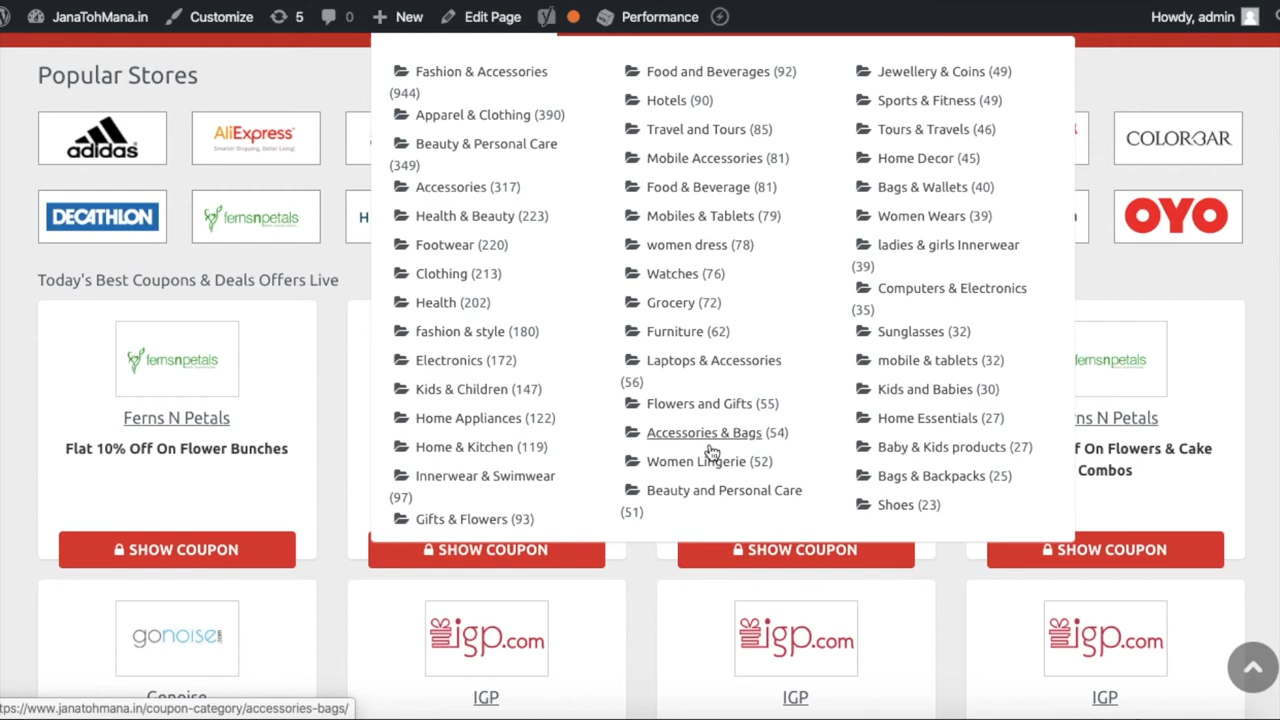 JanaTohMana.in Customize 5 0 New Edit Page Performance Howdy, admin
Popular Stores
adidas
AliExpress
Smarter Shopping, Better Living!
COLORBAR
DECATHLON
fernsnpetals
H
OYO
Fashion & Accessories
(944)
Apparel & Clothing (390)
Beauty & Personal Care
(349)
Accessories (317)
Health & Beauty (223)
Footwear (220)
Clothing (213)
Health (202)
fashion & style (180)
Electronics (172)
Kids & Children (147)
Home Appliances (122)
Home & Kitchen (119)
Innerwear & Swimwear
(97)
Gifts & Flowers (93)
Food and Beverages (92)
Hotels (90)
Travel and Tours (85)
Mobile Accessories (81)
Food & Beverage (81)
Mobiles & Tablets (79)
women dress (78)
Watches (76)
Grocery (72)
Furniture (62)
Laptops & Accessories
(56)
Flowers and Gifts (55)
Accessories & Bags (54)
Women Lingerie (52)
Beauty and Personal Care
(51)
Jewellery & Coins (49)
Sports & Fitness (49)
Tours & Travels (46)
Home Decor (45)
Bags & Wallets (40)
Women Wears (39)
ladies & girls Innerwear
(39)
Computers & Electronics
(35)
Sunglasses (32)
mobile & tablets (32)
Kids and Babies (30)
Home Essentials (27)
Baby & Kids products (27)
Bags & Backpacks (25)
Shoes (23)
Today's Best Coupons & Deals Offers Live
fernsnpetals
Ferns N Petals
Flat 10% Off On Flower Bunches
SHOW COUPON
SHOW COUPON
SHOW COUPON
fernsnpetals
ns N Petals
f On Flowers & Cake
Combos
SHOW COUPON
gonoise.com
Gonoise
igp.com
IGP
igp.com
IGP
igp.com
IGP
tps://www.janatohmana.in/coupon-category/accessories-bags/